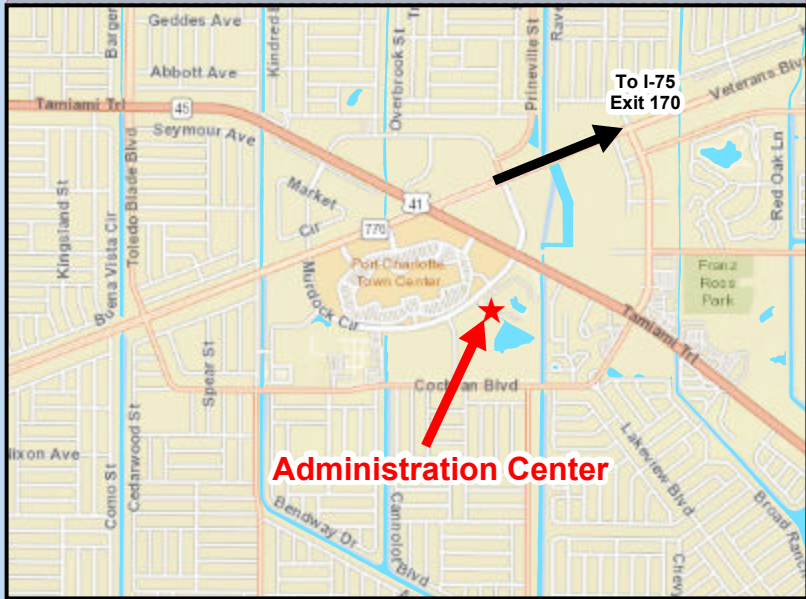 Geddes Ave
Abbott Ave
Tamiami Trl
45
Seymour Ave
Toledo Blade Blvd
Overbrook St
Prineville St
To I-75
Exit 170
Veterans Blvd
Red Oak Ln
Kingsland St
Buena Vista Cir
Market
Cir
41
776
Port Charlotte
Town Center
Murdock Cir
Franz
Ross
Park
Tamiami Trl
Spear St
Cochran Blvd
Administration Center
Lakeview Blvd
Como St
Cedarwood St
Bendway Dr
Blvd